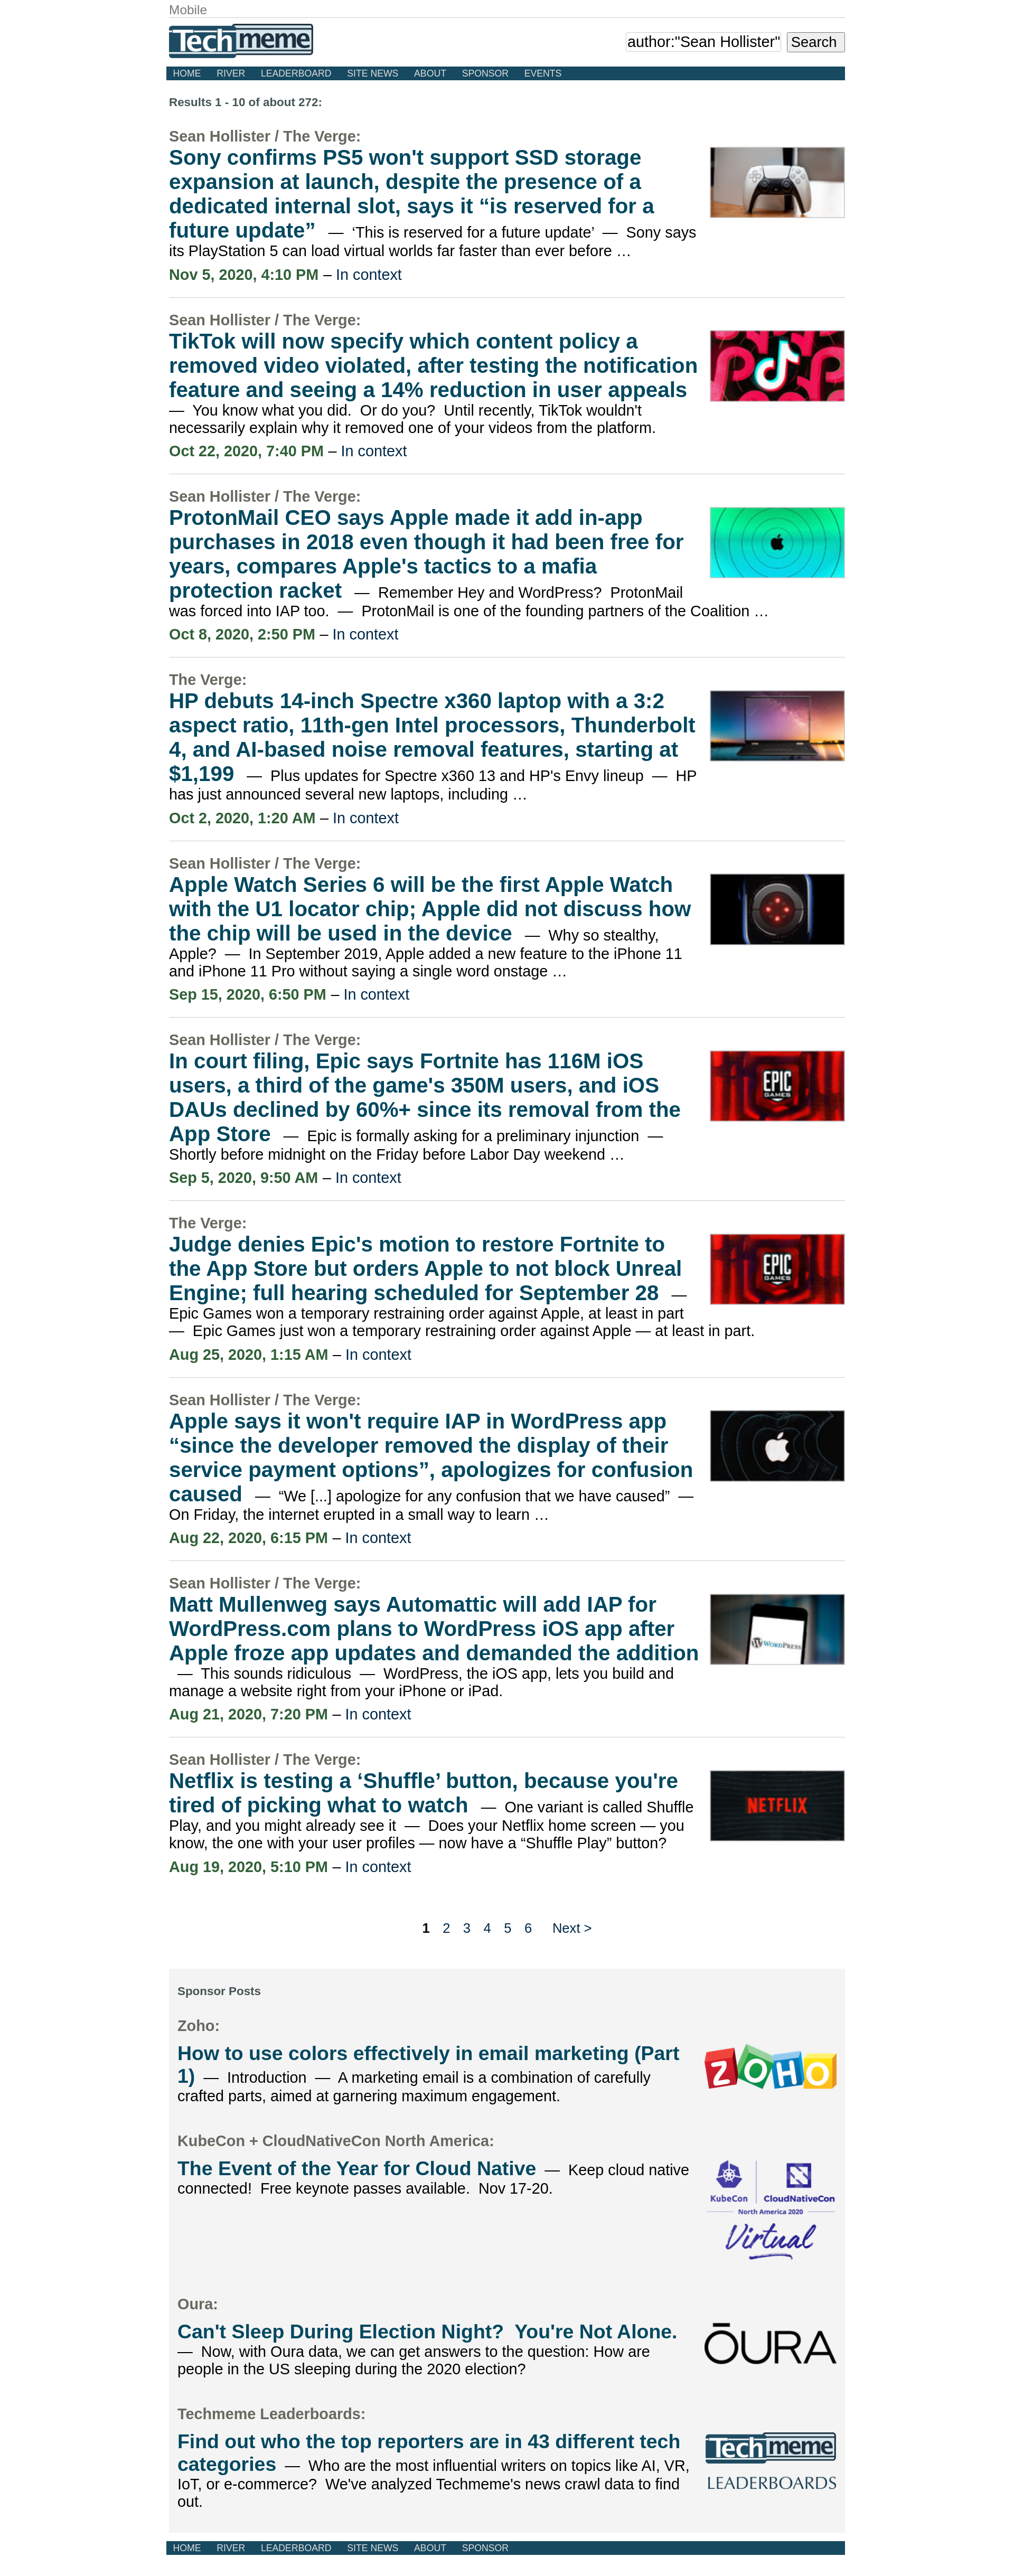 Mobile
Techmeme
author:"Sean Hollister"
Search
HOME RIVER LEADERBOARD SITE NEWS ABOUT SPONSOR EVENTS
Results 1 - 10 of about 272:
Sean Hollister / The Verge:
Sony confirms PS5 won't support SSD storage
expansion at launch, despite the presence of a
dedicated internal slot, says it “is reserved for a
future update” — ‘This is reserved for a future update’ — Sony says
its PlayStation 5 can load virtual worlds far faster than ever before …
Nov 5, 2020, 4:10 PM – In context
Sean Hollister / The Verge:
TikTok will now specify which content policy a
removed video violated, after testing the notification
feature and seeing a 14% reduction in user appeals
— You know what you did. Or do you? Until recently, TikTok wouldn't
necessarily explain why it removed one of your videos from the platform.
Oct 22, 2020, 7:40 PM – In context
Sean Hollister / The Verge:
ProtonMail CEO says Apple made it add in-app
purchases in 2018 even though it had been free for
years, compares Apple's tactics to a mafia
protection racket — Remember Hey and WordPress? ProtonMail
was forced into IAP too. — ProtonMail is one of the founding partners of the Coalition …
Oct 8, 2020, 2:50 PM – In context
The Verge:
HP debuts 14-inch Spectre x360 laptop with a 3:2
aspect ratio, 11th-gen Intel processors, Thunderbolt
4, and AI-based noise removal features, starting at
$1,199 — Plus updates for Spectre x360 13 and HP's Envy lineup — HP
has just announced several new laptops, including …
Oct 2, 2020, 1:20 AM – In context
Sean Hollister / The Verge:
Apple Watch Series 6 will be the first Apple Watch
with the U1 locator chip; Apple did not discuss how
the chip will be used in the device — Why so stealthy,
Apple? — In September 2019, Apple added a new feature to the iPhone 11
and iPhone 11 Pro without saying a single word onstage …
Sep 15, 2020, 6:50 PM – In context
Sean Hollister / The Verge:
In court filing, Epic says Fortnite has 116M iOS
users, a third of the game's 350M users, and iOS
DAUs declined by 60%+ since its removal from the
App Store — Epic is formally asking for a preliminary injunction —
Shortly before midnight on the Friday before Labor Day weekend …
EPIC
GAMES
Sep 5, 2020, 9:50 AM – In context
The Verge:
Judge denies Epic's motion to restore Fortnite to
the App Store but orders Apple to not block Unreal
Engine; full hearing scheduled for September 28 —
Epic Games won a temporary restraining order against Apple, at least in part
— Epic Games just won a temporary restraining order against Apple — at least in part.
EPIC
GAMES
Aug 25, 2020, 1:15 AM – In context
Sean Hollister / The Verge:
Apple says it won't require IAP in WordPress app
“since the developer removed the display of their
service payment options”, apologizes for confusion
caused — “We [...] apologize for any confusion that we have caused” —
On Friday, the internet erupted in a small way to learn …
Aug 22, 2020, 6:15 PM – In context
Sean Hollister / The Verge:
Matt Mullenweg says Automattic will add IAP for
WordPress.com plans to WordPress iOS app after
Apple froze app updates and demanded the addition
— This sounds ridiculous — WordPress, the iOS app, lets you build and
manage a website right from your iPhone or iPad.
WORDPRESS
Aug 21, 2020, 7:20 PM – In context
Sean Hollister / The Verge:
Netflix is testing a ‘Shuffle’ button, because you're
tired of picking what to watch — One variant is called Shuffle
Play, and you might already see it — Does your Netflix home screen — you
know, the one with your user profiles — now have a “Shuffle Play” button?
NETFLIX
Aug 19, 2020, 5:10 PM – In context
1 2 3 4 5 6 Next >
Sponsor Posts
Zoho:
How to use colors effectively in email marketing (Part
1) — Introduction — A marketing email is a combination of carefully
crafted parts, aimed at garnering maximum engagement.
ZOHO
KubeCon + CloudNativeCon North America:
The Event of the Year for Cloud Native — Keep cloud native
connected! Free keynote passes available. Nov 17-20.
KubeCon CloudNativeCon
North America 2020
Virtual
Oura:
Can't Sleep During Election Night? You're Not Alone.
— Now, with Oura data, we can get answers to the question: How are
people in the US sleeping during the 2020 election?
ŌURA
Techmeme Leaderboards:
Find out who the top reporters are in 43 different tech
categories — Who are the most influential writers on topics like AI, VR,
IoT, or e-commerce? We've analyzed Techmeme's news crawl data to find
out.
Techmeme
LEADERBOARDS
HOME RIVER LEADERBOARD SITE NEWS ABOUT SPONSOR